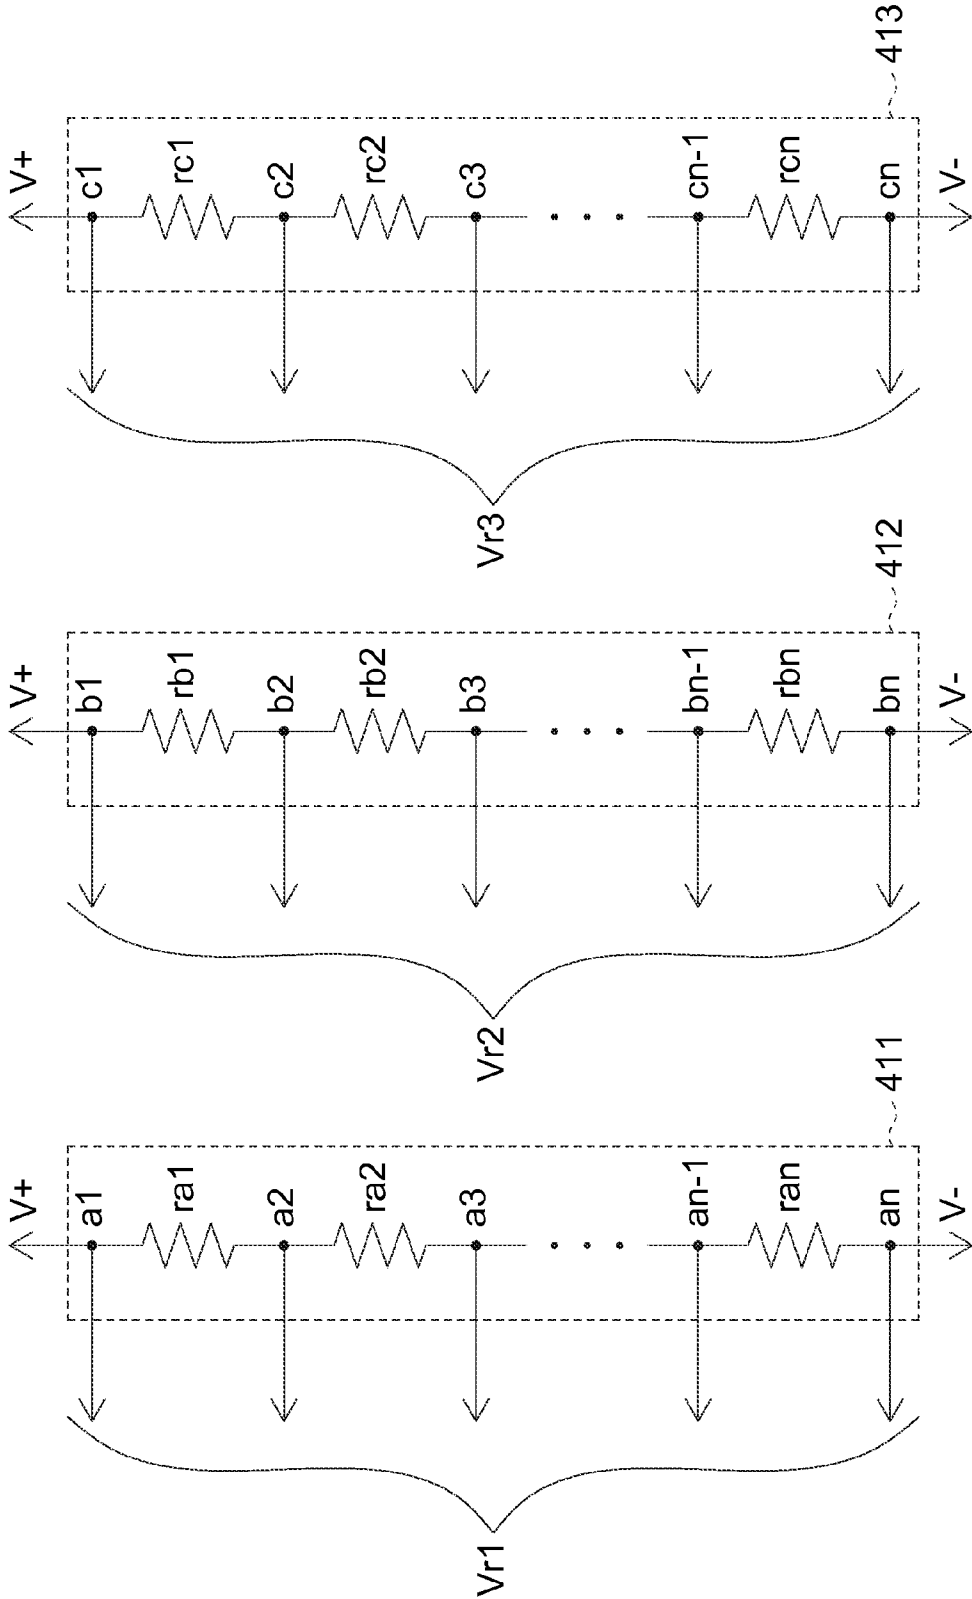 V+
V+
V+
a1
ra1
a2
ra2
a3
an-1
ran
an
V-
411
Vr1
b1
rb1
b2
rb2
b3
bn-1
rbn
bn
V-
412
Vr2
c1
rc1
c2
rc2
c3
cn-1
rcn
cn
V-
413
Vr3